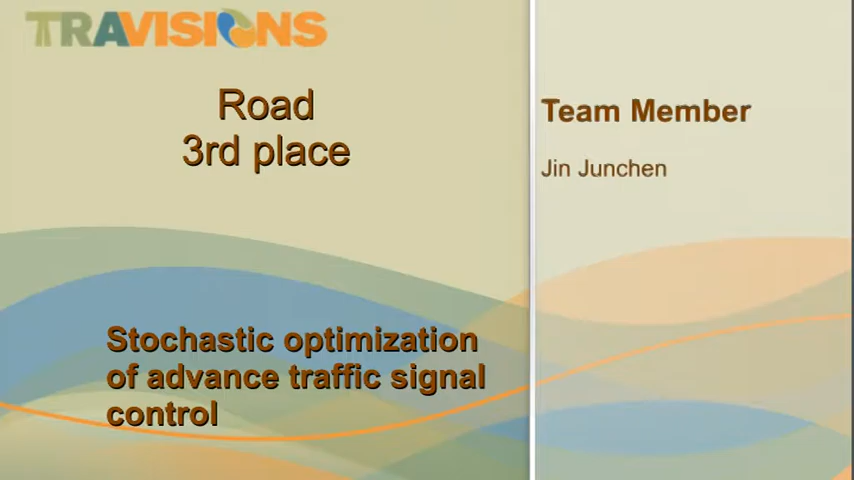 TRAVISIONS
Road
3rd place
Stochastic optimization
of advance traffic signal
control
Team Member
Jin Junchen